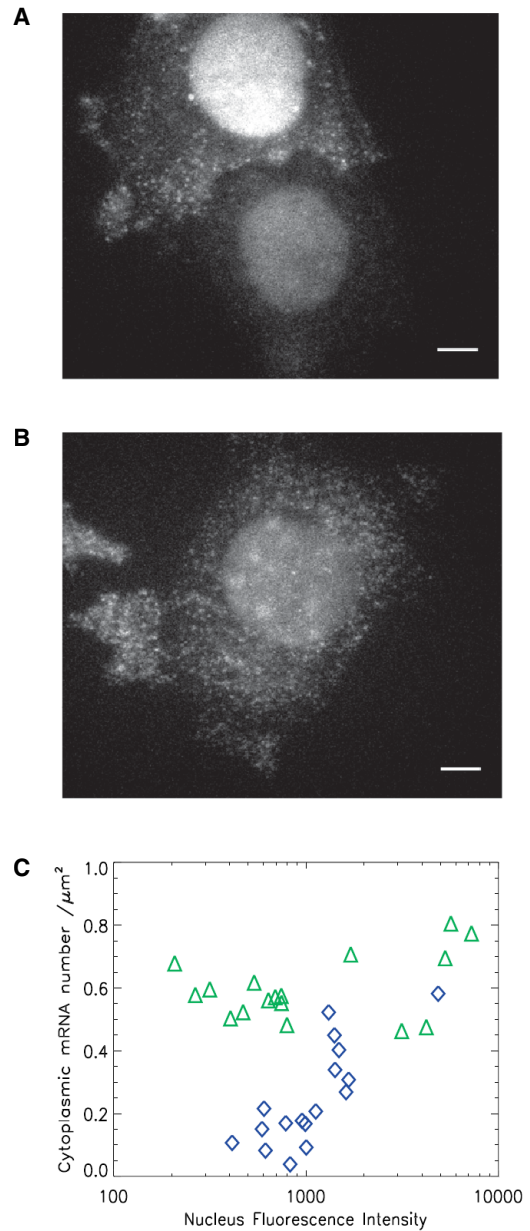 A
B
C
Cytoplasmic mRNA number /μm²
1.0
0.8
0.6
0.4
0.2
0.0
100
1000
10000
Nucleus Fluorescence Intensity